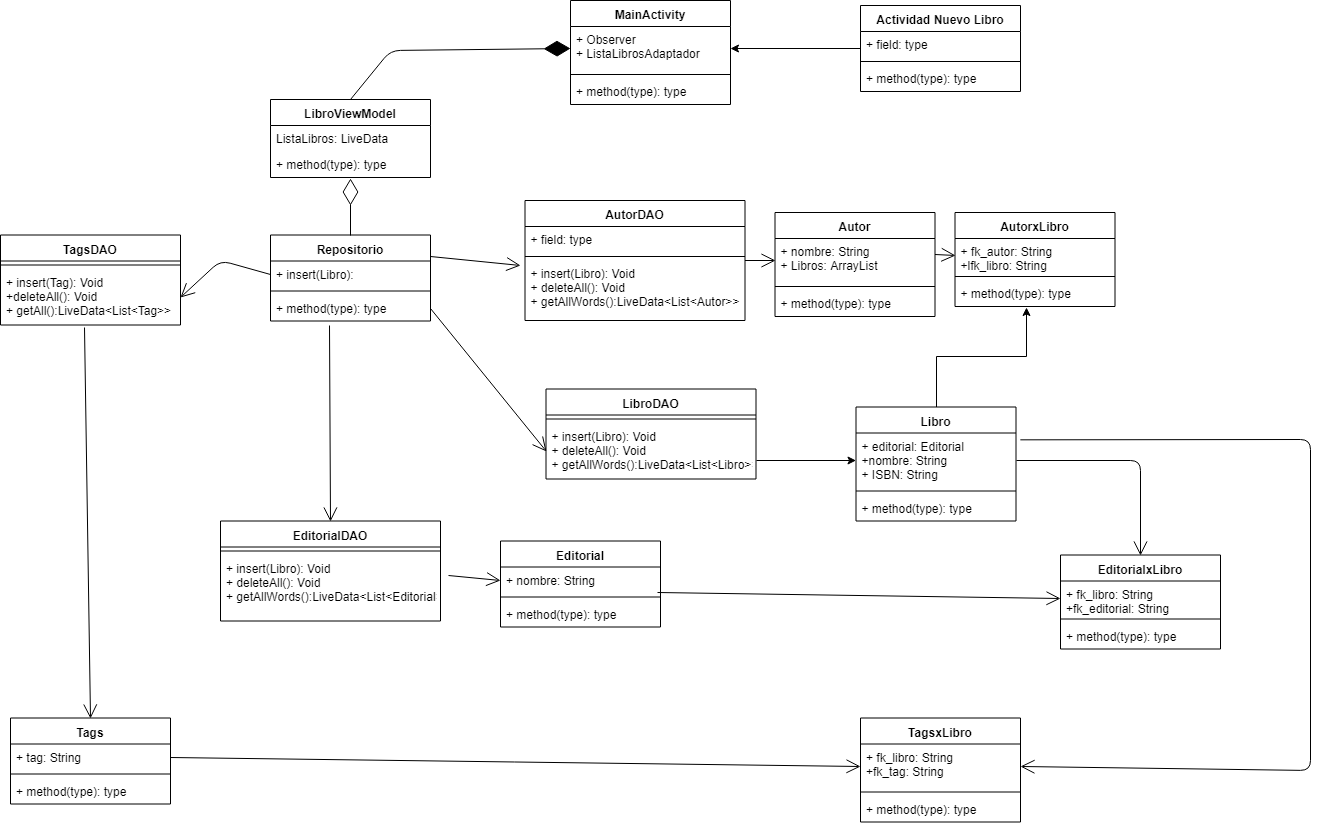 MainActivity
+ Observer
+ ListaLibrosAdaptador
+ method(type): type
Actividad Nuevo Libro
+ field: type
+ method(type): type
LibroViewModel
ListaLibros: LiveData
+ method(type): type
TagsDAO
+ insert(Tag): Void
+deleteAll(): Void
+ getAll():LiveData<List<Tag>>
Repositorio
+ insert(Libro):
+ method(type): type
AutorDAO
+ field: type
+ insert(Libro): Void
+ deleteAll(): Void
+ getAllWords():LiveData<List<Autor>>
Autor
+ nombre: String
+ Libros: ArrayList
+ method(type): type
AutorxLibro
+ fk_autor: String
+lfk_libro: String
+ method(type): type
LibroDAO
+ insert(Libro): Void
+ deleteAll(): Void
+ getAllWords():LiveData<List<Libro>
Libro
+ editorial: Editorial
+nombre: String
+ ISBN: String
+ method(type): type
EditorialDAO
+ insert(Libro): Void
+ deleteAll(): Void
+ getAllWords():LiveData<List<Editorial
Editorial
+ nombre: String
+ method(type): type
EditorialxLibro
+ fk_libro: String
+fk_editorial: String
+ method(type): type
Tags
+ tag: String
+ method(type): type
TagsxLibro
+ fk_libro: String
+fk_tag: String
+ method(type): type